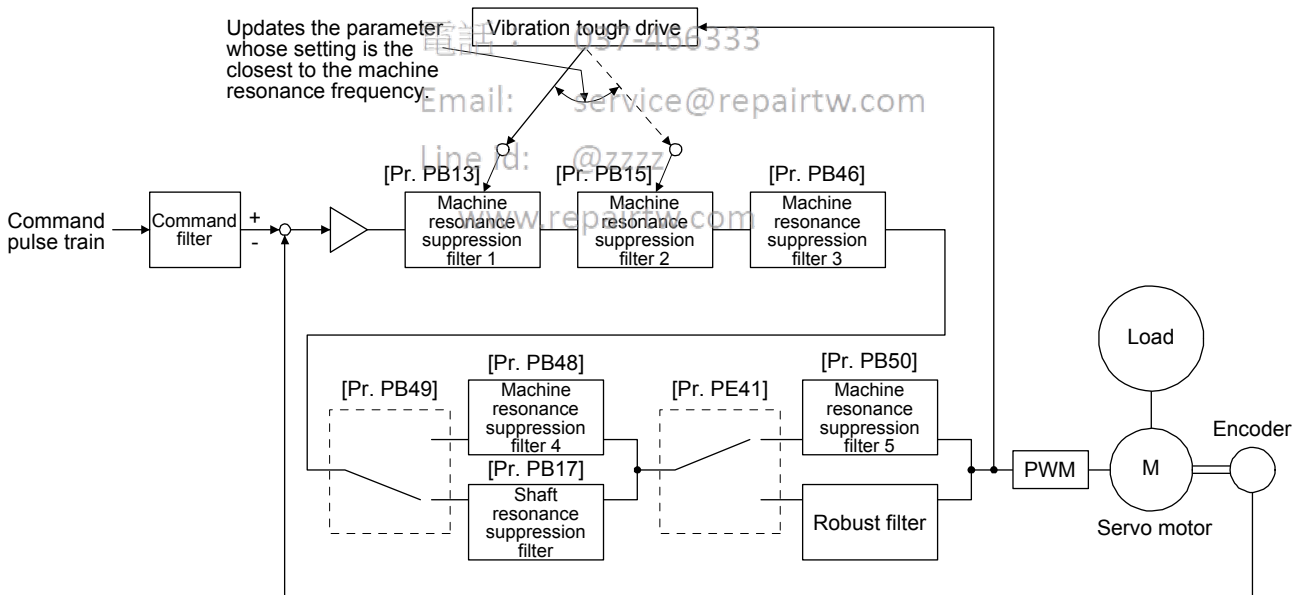 Updates the parameter
whose setting is the
closest to the machine
resonance frequency.
Vibration tough drive
電話 : 037-466333
Email: service@repairtw.com
Line id: @zzzz
www.repairtw.com
[Pr. PB13]
[Pr. PB15]
[Pr. PB46]
Command
pulse train
Command
filter
+
-
Machine
resonance
suppression
filter 1
Machine
resonance
suppression
filter 2
Machine
resonance
suppression
filter 3
Load
[Pr. PB49]
[Pr. PB48]
Machine
resonance
suppression
filter 4
[Pr. PB17]
Shaft
resonance
suppression
filter
[Pr. PE41]
[Pr. PB50]
Machine
resonance
suppression
filter 5
Robust filter
PWM
M
Servo motor
Encoder